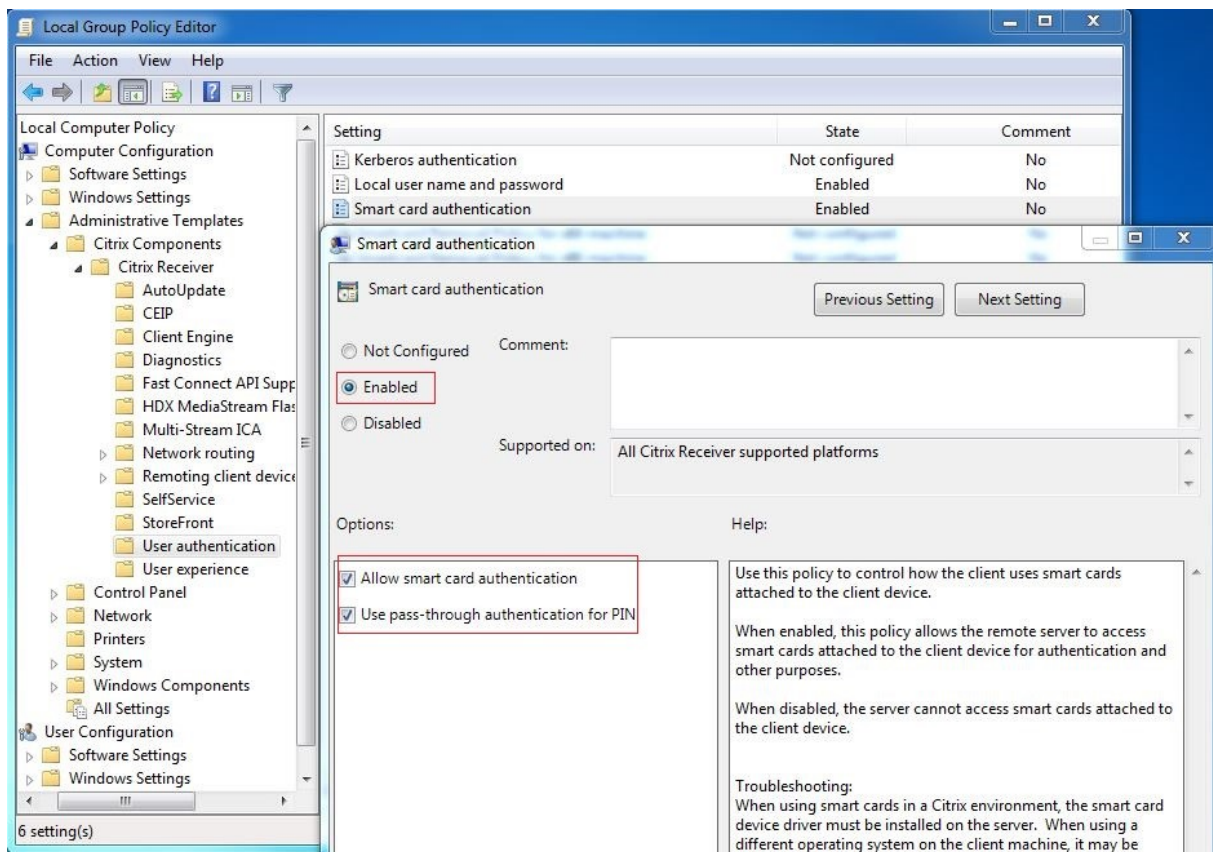 Local Group Policy Editor
File Action View Help
Local Computer Policy
Computer Configuration
Software Settings
Windows Settings
Administrative Templates
Citrix Components
Citrix Receiver
AutoUpdate
CEIP
Client Engine
Diagnostics
Fast Connect API Supp
HDX MediaStream Flas
Multi-Stream ICA
Network routing
Remoting client device
SelfService
StoreFront
User authentication
User experience
Control Panel
Network
Printers
System
Windows Components
All Settings
User Configuration
Software Settings
Windows Settings
6 setting(s)
Setting State Comment
Kerberos authentication Not configured No
Local user name and password Enabled No
Smart card authentication Enabled No
Smart card authentication
Smart card authentication
Previous Setting Next Setting
Not Configured
Enabled
Disabled
Comment:
Supported on: All Citrix Receiver supported platforms
Options:
Allow smart card authentication
Use pass-through authentication for PIN
Help:
Use this policy to control how the client uses smart cards
attached to the client device.
When enabled, this policy allows the remote server to access
smart cards attached to the client device for authentication and
other purposes.
When disabled, the server cannot access smart cards attached to
the client device.
Troubleshooting:
When using smart cards in a Citrix environment, the smart card
device driver must be installed on the server. When using a
different operating system on the client machine, it may be